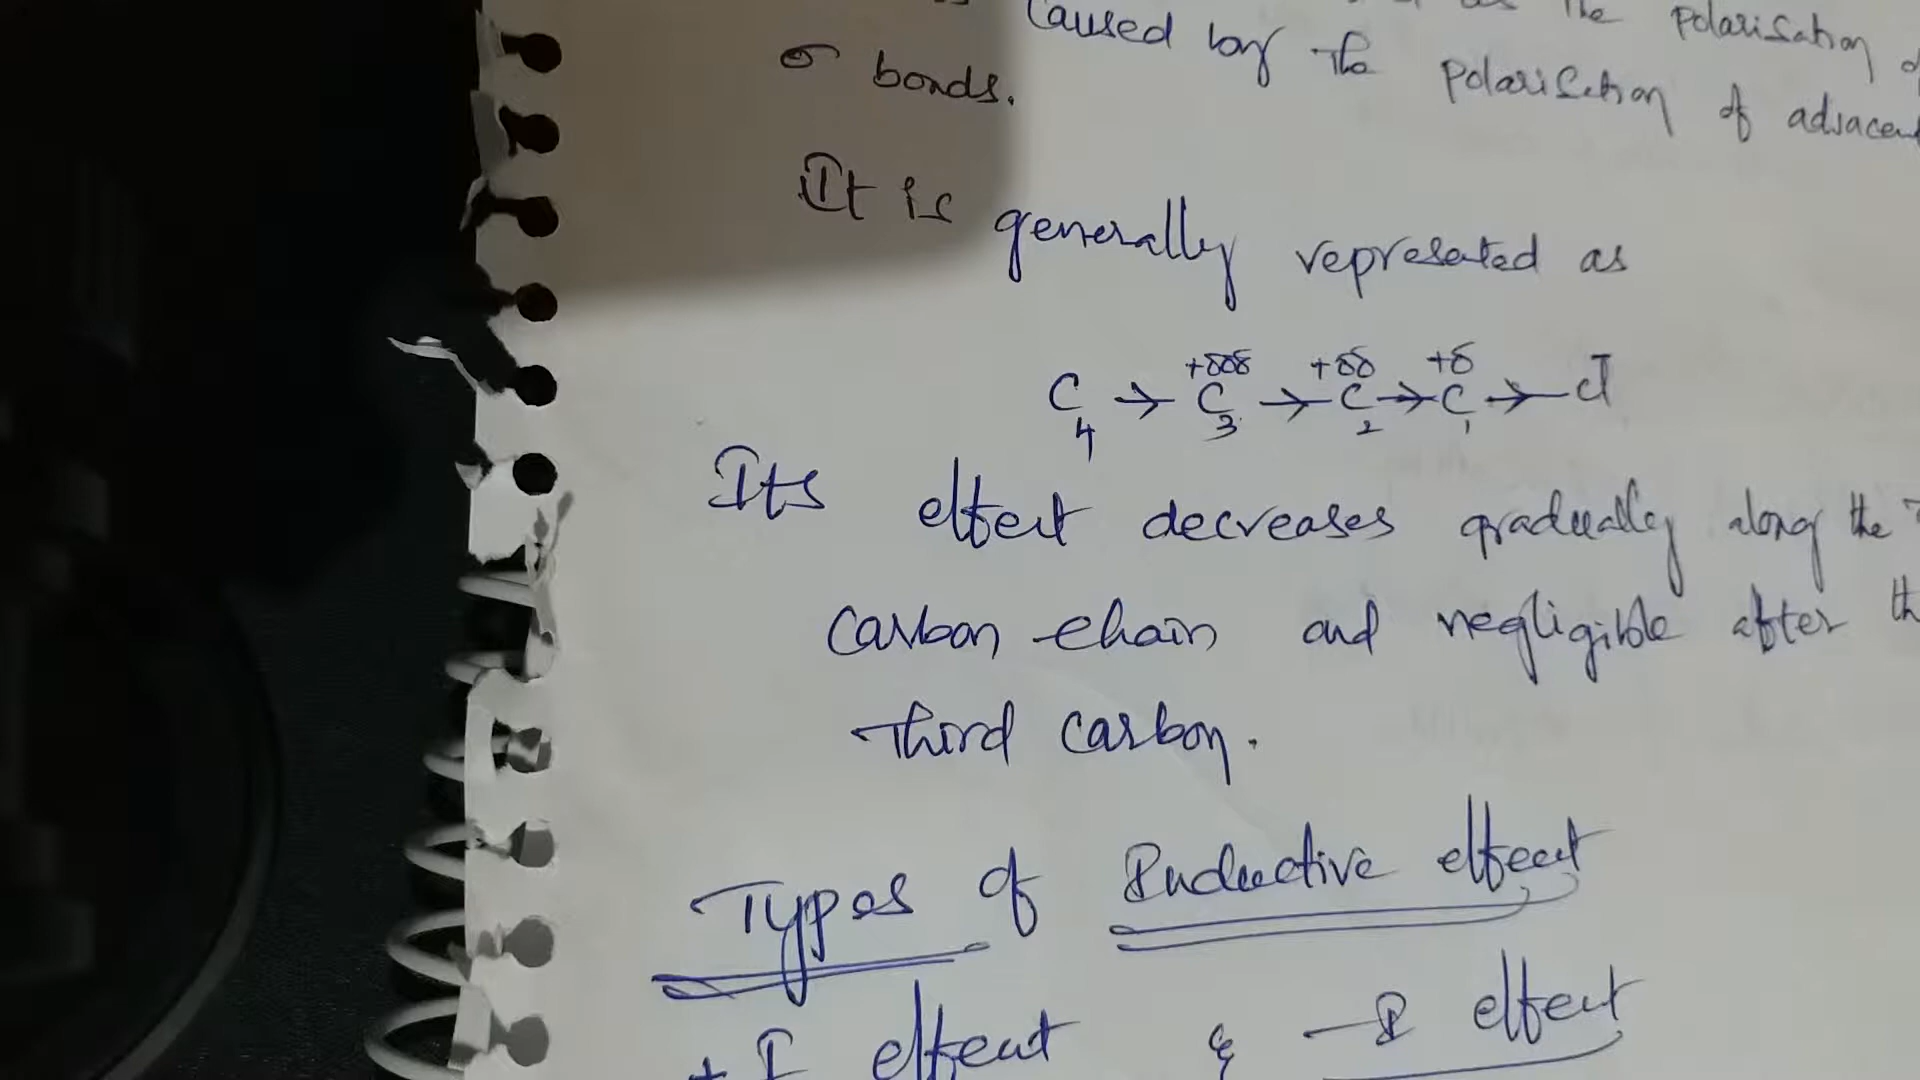 the polarisation of
caused by the polarisation of adjacent
σ bonds.
It is generally represented as
C4 → +δδδ C3 → +δδ C2 → +δ C1 → Cl
Its effect decreases gradually along the
carbon chain and negligible after
third carbon.
Types of Inductive effect
+ I effect & - I effect